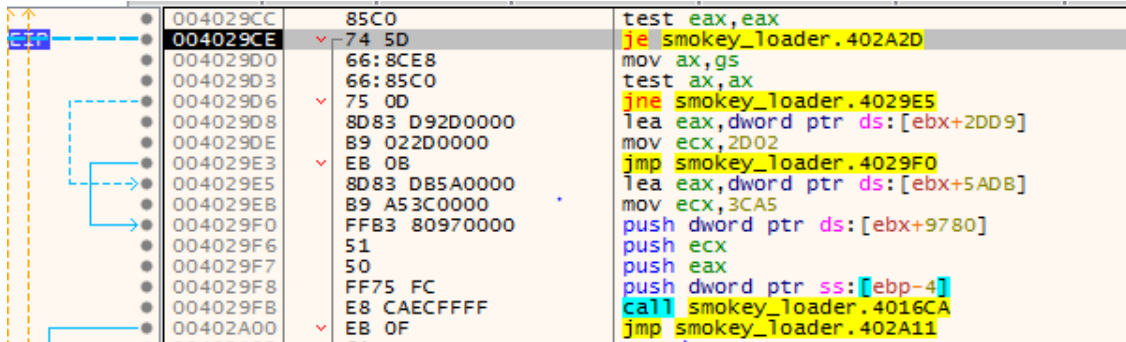 004029CC 85C0 test eax,eax
EIP 004029CE 74 5D je smokey_loader.402A2D
004029D0 66:8CE8 mov ax,gs
004029D3 66:85C0 test ax,ax
004029D6 75 0D jne smokey_loader.4029E5
004029D8 8D83 D92D0000 lea eax,dword ptr ds:[ebx+2DD9]
004029DE B9 022D0000 mov ecx,2D02
004029E3 EB 0B jmp smokey_loader.4029F0
004029E5 8D83 DB5A0000 lea eax,dword ptr ds:[ebx+5ADB]
004029EB B9 A53C0000 mov ecx,3CA5
004029F0 FFB3 80970000 push dword ptr ds:[ebx+9780]
004029F6 51 push ecx
004029F7 50 push eax
004029F8 FF75 FC push dword ptr ss:[ebp-4]
004029FB E8 CAECFFFF call smokey_loader.4016CA
00402A00 EB 0F jmp smokey_loader.402A11